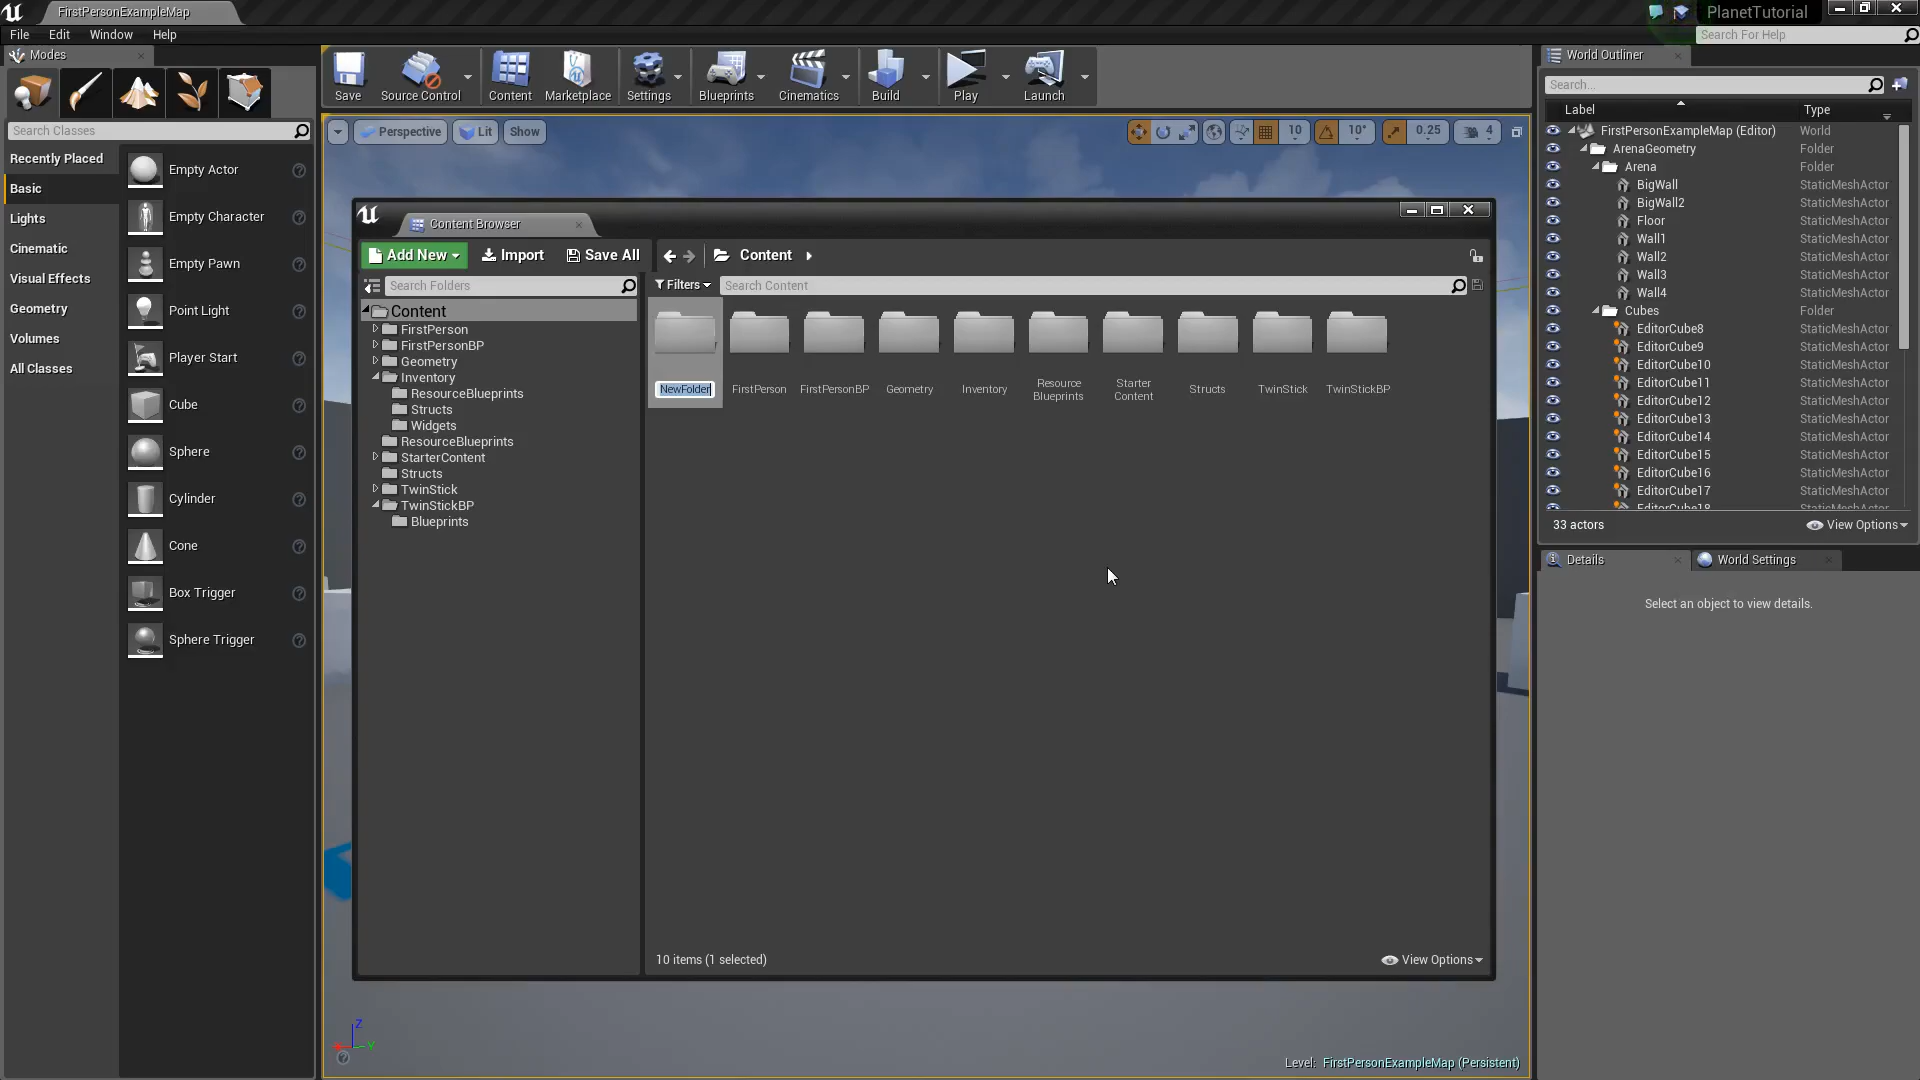 FirstPersonExampleMap
PlanetTutorial
File Edit Window Help
Search For Help
Modes
Save
Source Control
Content
Marketplace
Settings
Blueprints
Cinematics
Build
Play
Launch
World Outliner
Search...
Label Type
Search Classes
Recently Placed
Basic
Lights
Cinematic
Visual Effects
Geometry
Volumes
All Classes
Empty Actor
Empty Character
Empty Pawn
Point Light
Player Start
Cube
Sphere
Cylinder
Cone
Box Trigger
Sphere Trigger
Perspective Lit Show
10 10° 0.25 4
Content Browser
Add New Import Save All Content
Search Folders
Filters Search Content
Content
FirstPerson
FirstPersonBP
Geometry
Inventory
ResourceBlueprints
Structs
Widgets
ResourceBlueprints
StarterContent
Structs
TwinStick
TwinStickBP
Blueprints
NewFolder
FirstPerson
FirstPersonBP
Geometry
Inventory
Resource
Blueprints
Starter
Content
Structs
TwinStick
TwinStickBP
10 items (1 selected)
View Options
FirstPersonExampleMap (Editor) World
ArenaGeometry Folder
Arena Folder
BigWall StaticMeshActor
BigWall2 StaticMeshActor
Floor StaticMeshActor
Wall1 StaticMeshActor
Wall2 StaticMeshActor
Wall3 StaticMeshActor
Wall4 StaticMeshActor
Cubes Folder
EditorCube8 StaticMeshActor
EditorCube9 StaticMeshActor
EditorCube10 StaticMeshActor
EditorCube11 StaticMeshActor
EditorCube12 StaticMeshActor
EditorCube13 StaticMeshActor
EditorCube14 StaticMeshActor
EditorCube15 StaticMeshActor
EditorCube16 StaticMeshActor
EditorCube17 StaticMeshActor
EditorCube18 StaticMeshActor
33 actors
View Options
Details
World Settings
Select an object to view details.
Z
Y
Level: FirstPersonExampleMap (Persistent)